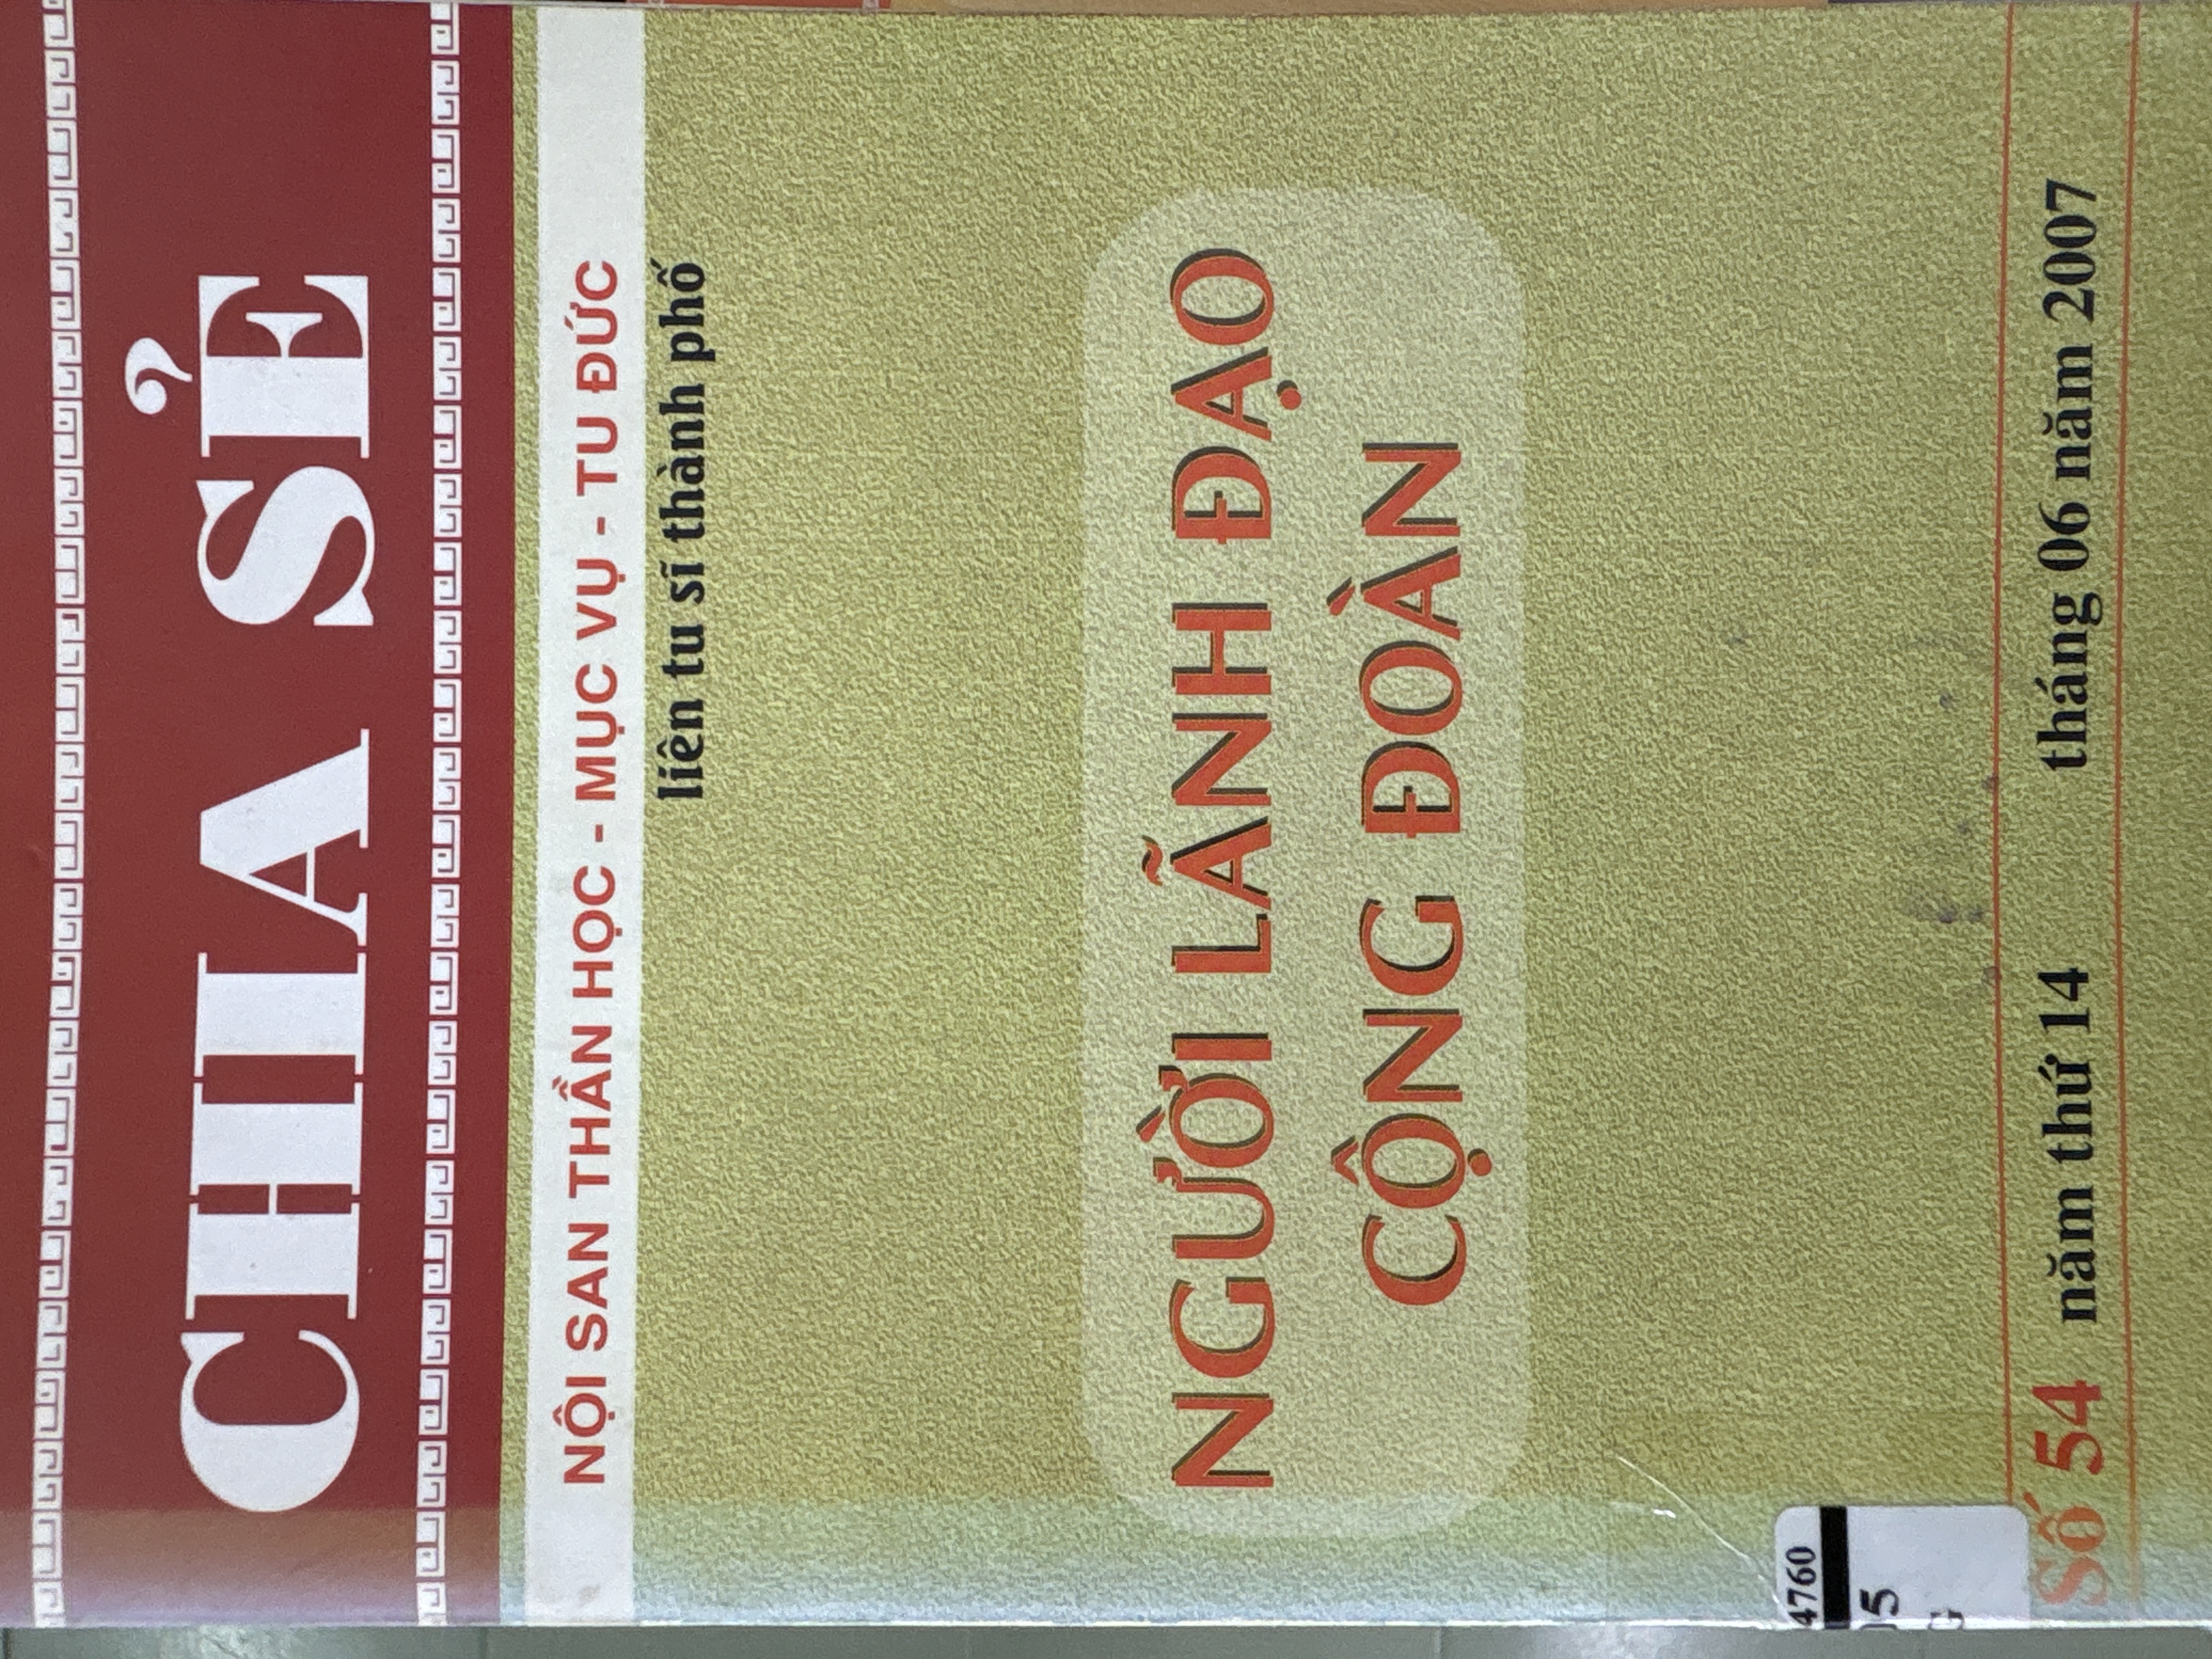 CHIA SẺ
NỘI SAN THẦN HỌC - MỤC VỤ - TU ĐỨC
liên tu sĩ thành phố
NGƯỜI LÃNH ĐẠO
CỘNG ĐOÀN
4760
Số 54 năm thứ 14 tháng 06 năm 2007